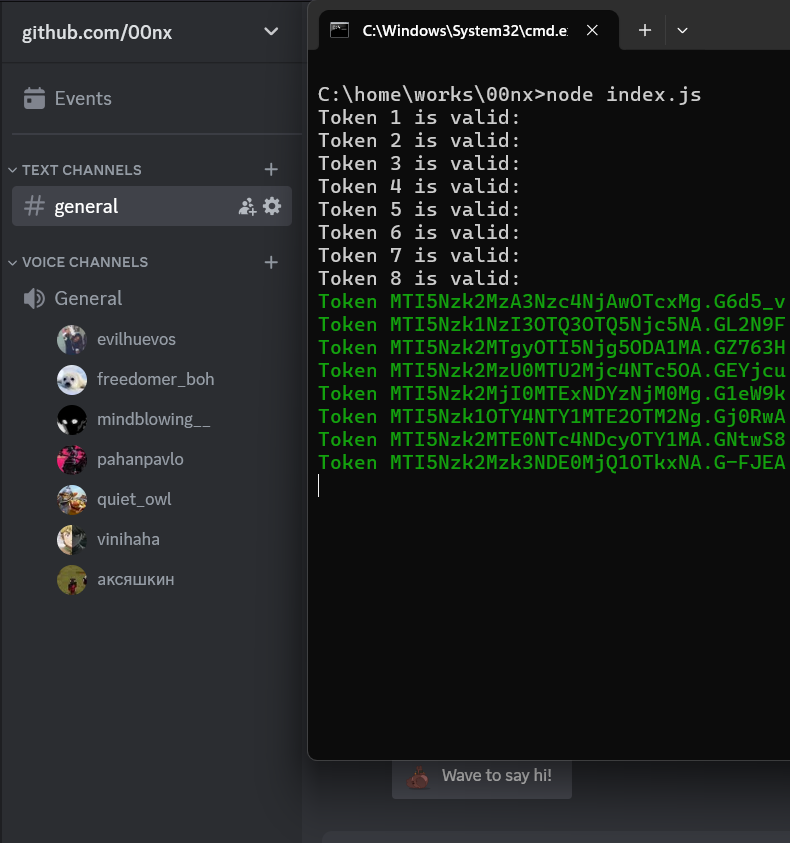 github.com/00nx
Events
TEXT CHANNELS
general
VOICE CHANNELS
General
evilhuevos
freedomer_boh
mindblowing__
pahanpavlo
quiet_owl
vinihaha
аксяшкин
C:\Windows\System32\cmd.e
C:\home\works\00nx>node index.js
Token 1 is valid:
Token 2 is valid:
Token 3 is valid:
Token 4 is valid:
Token 5 is valid:
Token 6 is valid:
Token 7 is valid:
Token 8 is valid:
Token MTI5Nzk2MzA3Nzc4NjAwOTcxMg.G6d5_v
Token MTI5Nzk1NzI3OTQ3OTQ5Njc5NA.GL2N9F
Token MTI5Nzk2MTgyOTI5Njg5ODA1MA.GZ763H
Token MTI5Nzk2MzU0MTU2Mjc4NTc5OA.GEYjcu
Token MTI5Nzk2MjI0MTExNDYzNjM0Mg.G1eW9k
Token MTI5Nzk1OTY4NTY1MTE2OTM2Ng.Gj0RwA
Token MTI5Nzk2MTE0NTc4NDcyOTY1MA.GNtwS8
Token MTI5Nzk2Mzk3NDE0MjQ1OTkxNA.G-FJEA
Wave to say hi!